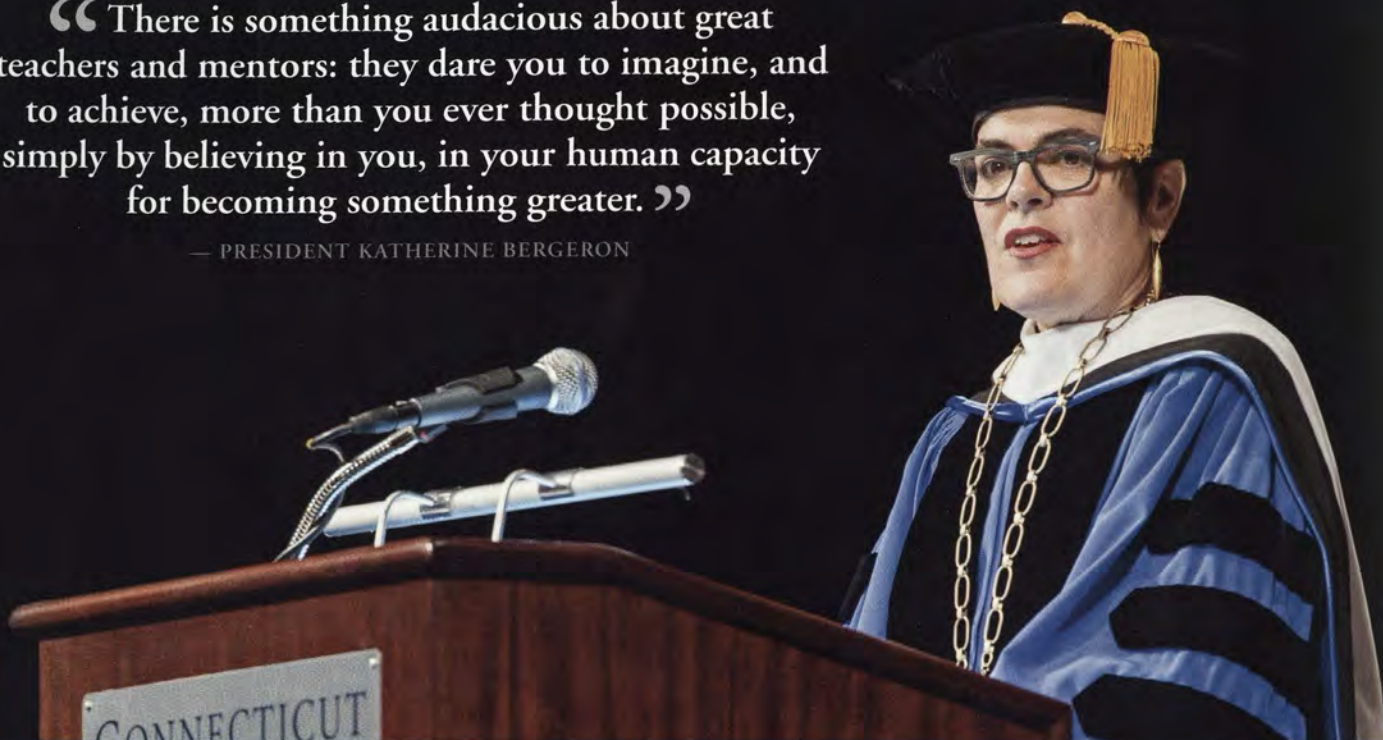 “There is something audacious about great
teachers and mentors: they dare you to imagine, and
to achieve, more than you ever thought possible,
simply by believing in you, in your human capacity
for becoming something greater.”
— PRESIDENT KATHERINE BERGERON
CONNECTICUT